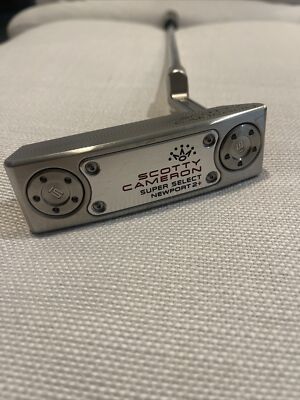 SCOTTY
CAMERON
SUPER SELECT
NEWPORT 2+